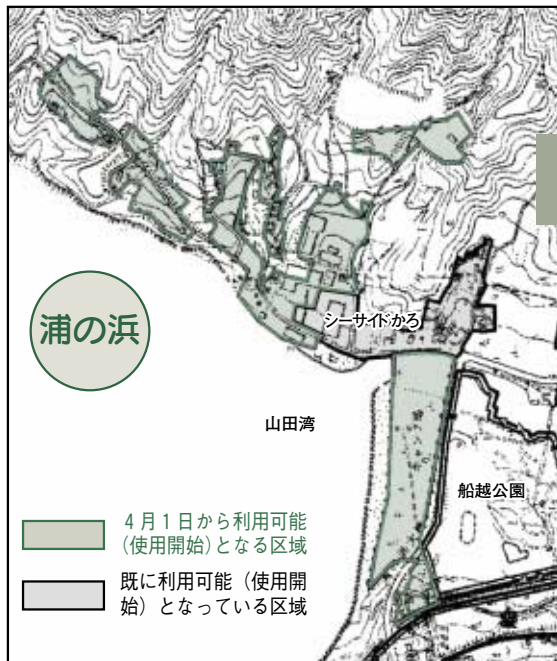 浦の浜
シーサイドかろ
山田湾
船越公園
４月１日から利用可能
(使用開始)となる区域
既に利用可能（使用開
始）となっている区域